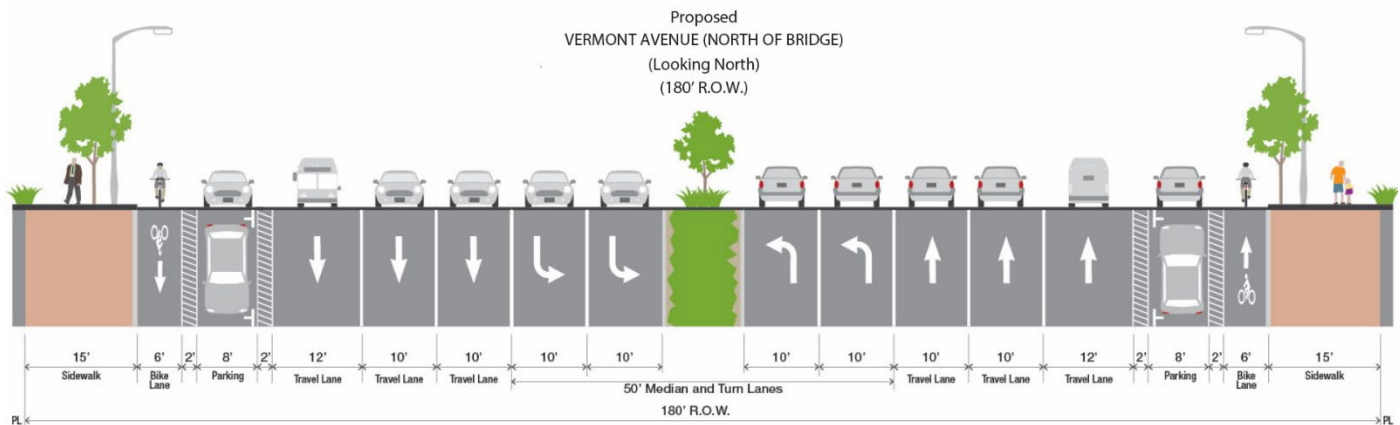 Proposed
VERMONT AVENUE (NORTH OF BRIDGE)
(Looking North)
(180' R.O.W.)
15' 6' 2' 8' 2' 12' 10' 10' 10' 10' 10' 10' 10' 10' 12' 2' 8' 2' 6' 15'
Sidewalk Bike Lane Parking Travel Lane Travel Lane Travel Lane Travel Lane Travel Lane Travel Lane Parking Bike Lane Sidewalk
50' Median and Turn Lanes
180' R.O.W.
PL PL